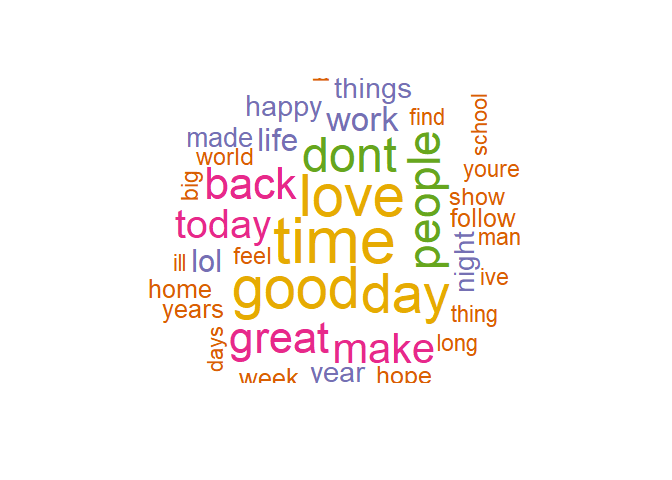 things
happy
work
find
school
made
life
dont
people
world
youre
big
back
love
show
today
follow
time
man
night
ill
lol
feel
ive
home
good
day
years
thing
days
great
make
long
week
year
hope